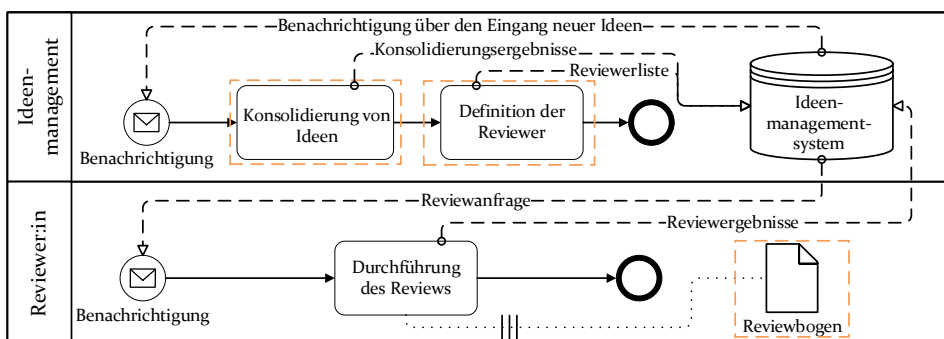 Ideen-
management
Benachrichtigung über den Eingang neuer Ideen
Konsolidierungsergebnisse
Reviewerliste
Konsolidierung von
Ideen
Definition der
Reviewer
Ideen-
management-
system
Benachrichtigung
Reviewer:in
Reviewanfrage
Reviewergebnisse
Durchführung
des Reviews
Benachrichtigung
Reviewbogen